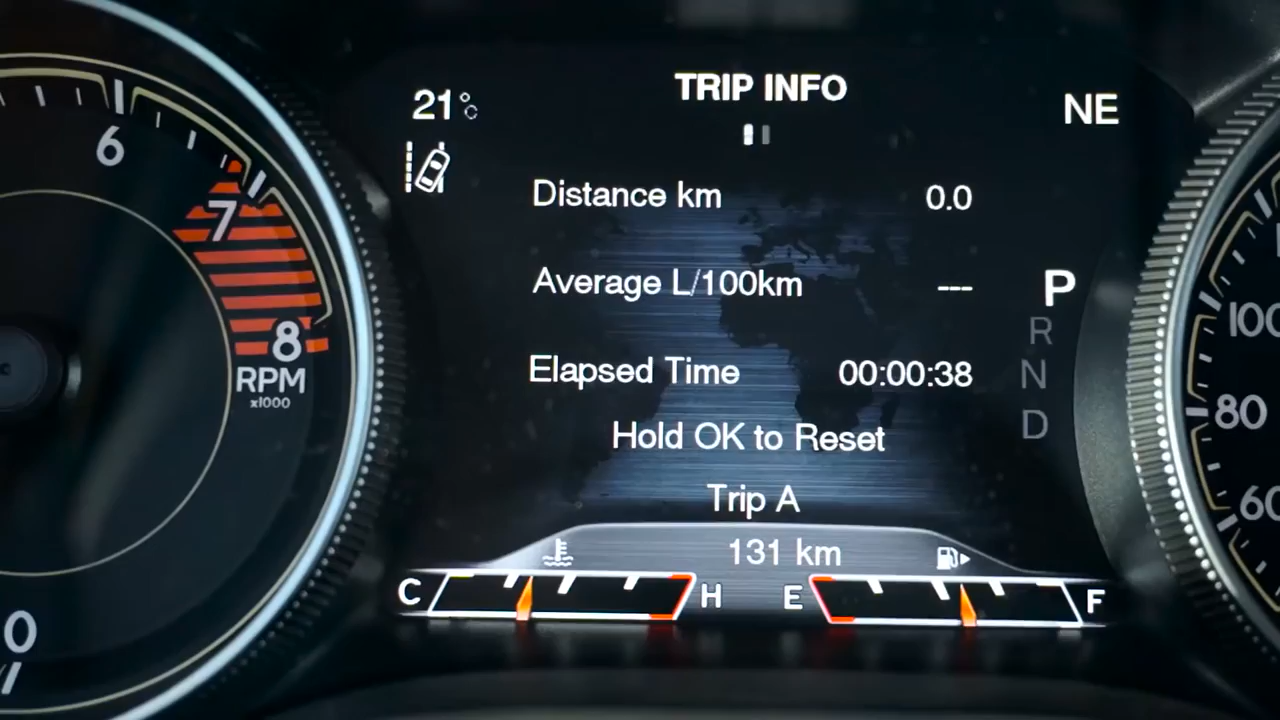 TRIP INFO
21°C
NE
Distance km 0.0
Average L/100km ---
Elapsed Time 00:00:38
Hold OK to Reset
Trip A
131 km
C H E F
P
R
N
D
6
7
8
RPM
x1000
0
80